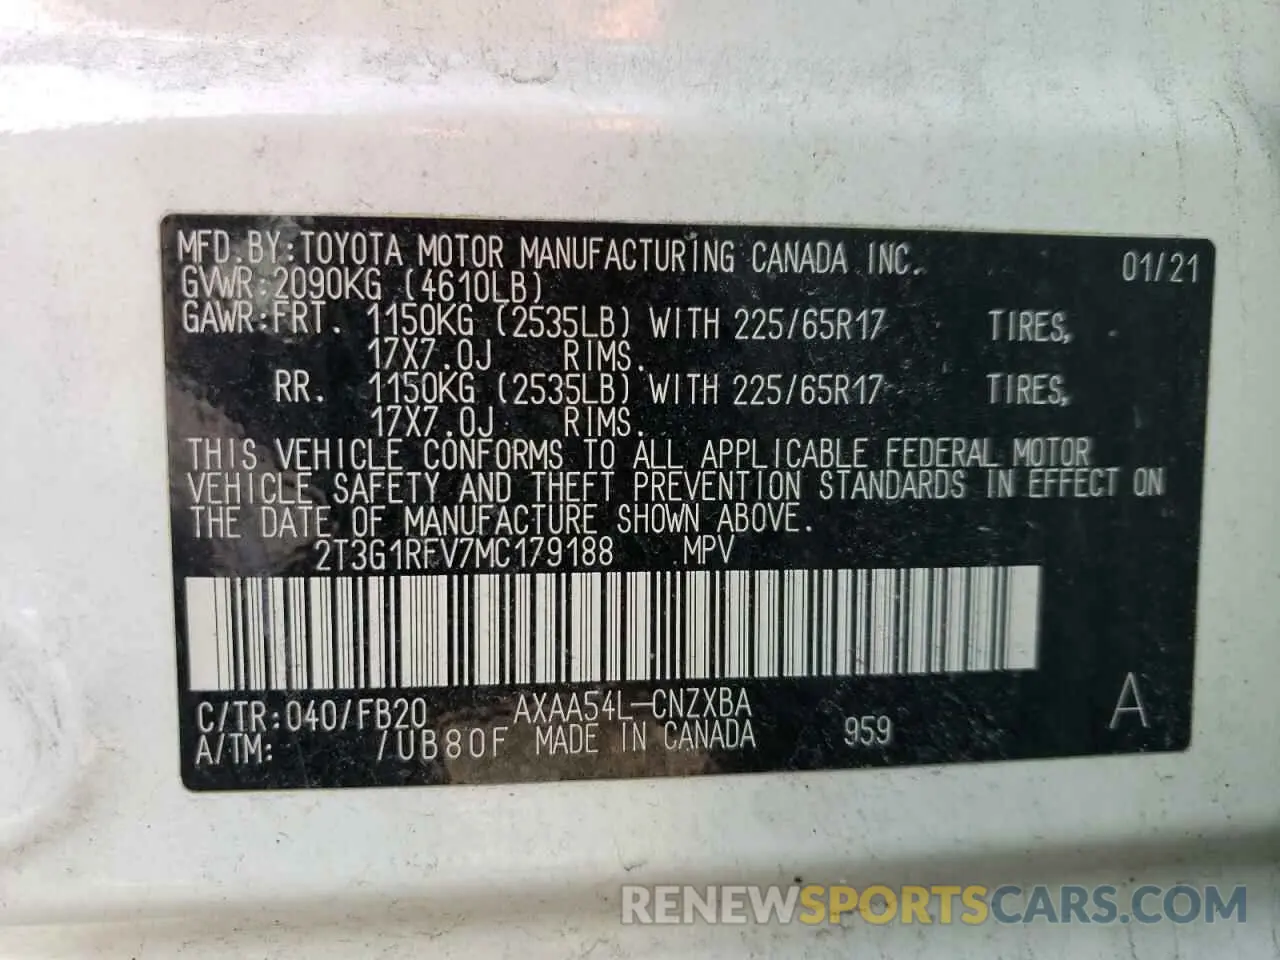 MFD.BY:TOYOTA MOTOR MANUFACTURING CANADA INC. 01/21
GVWR:2090KG (4610LB)
GAWR:FRT. 1150KG (2535LB) WITH 225/65R17 TIRES,
17X7.0J RIMS.
RR. 1150KG (2535LB) WITH 225/65R17 TIRES,
17X7.0J RIMS.
THIS VEHICLE CONFORMS TO ALL APPLICABLE FEDERAL MOTOR
VEHICLE SAFETY AND THEFT PREVENTION STANDARDS IN EFFECT ON
THE DATE OF MANUFACTURE SHOWN ABOVE.
2T3G1RFV7MC179188 MPV
C/TR:040/FB20 AXAA54L-CNZXBA A
A/TM: /UB80F MADE IN CANADA 959
RENEWSPORTSCARS.COM